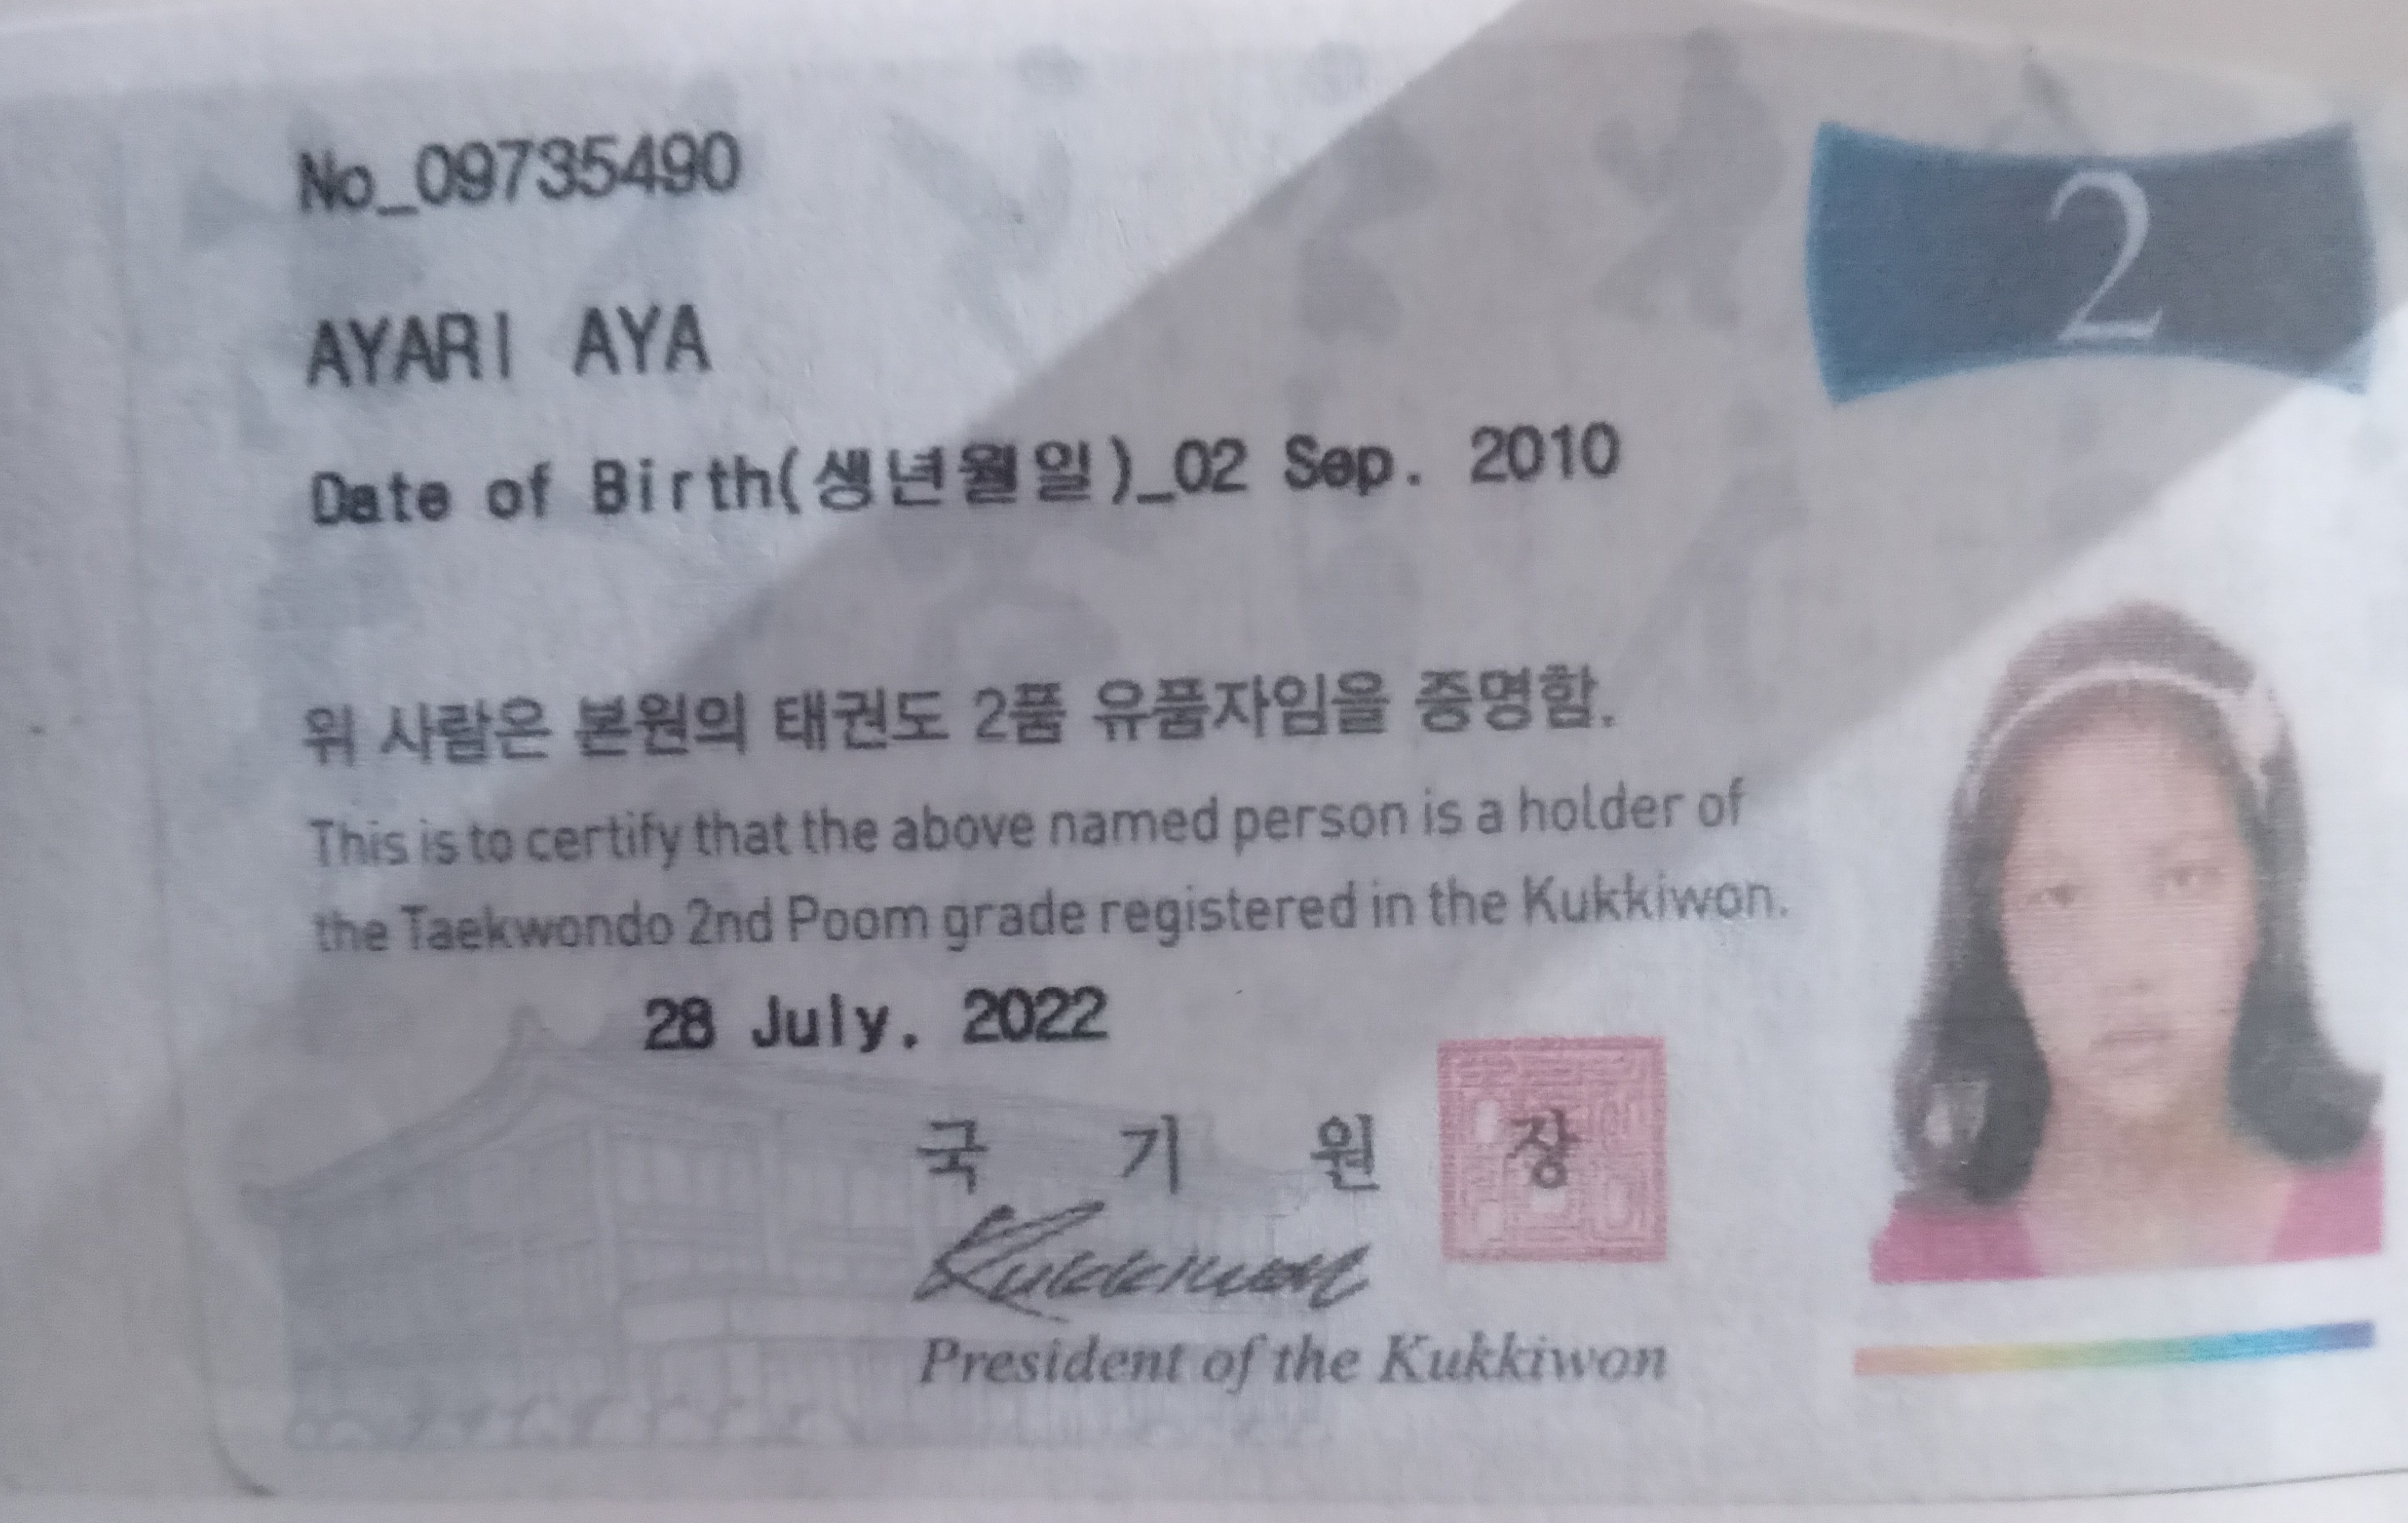 No_09735490
2
AYARI AYA
Date of Birth(생년월일)_02 Sep. 2010
위 사람은 본원의 태권도 2품 유품자임을 증명함.
This is to certify that the above named person is a holder of
the Taekwondo 2nd Poom grade registered in the Kukkiwon.
28 July, 2022
국 기 원 장
Kukkiwon
President of the Kukkiwon